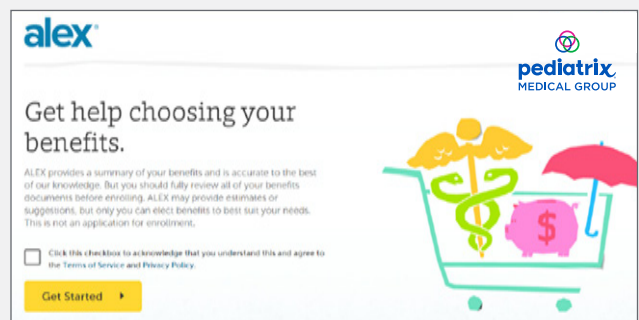 alex
pediatrix
MEDICAL GROUP
Get help choosing your
benefits.
ALEX provides a summary of your benefits and is accurate to the best
of our knowledge. But you should fully review all of your benefits
documents before enrolling. ALEX may provide estimates or
suggestions, but only you can elect benefits to best suit your needs.
This is not an application for enrollment.
Click this checkbox to acknowledge that you understand this and agree to
the Terms of Service and Privacy Policy.
$
Get Started